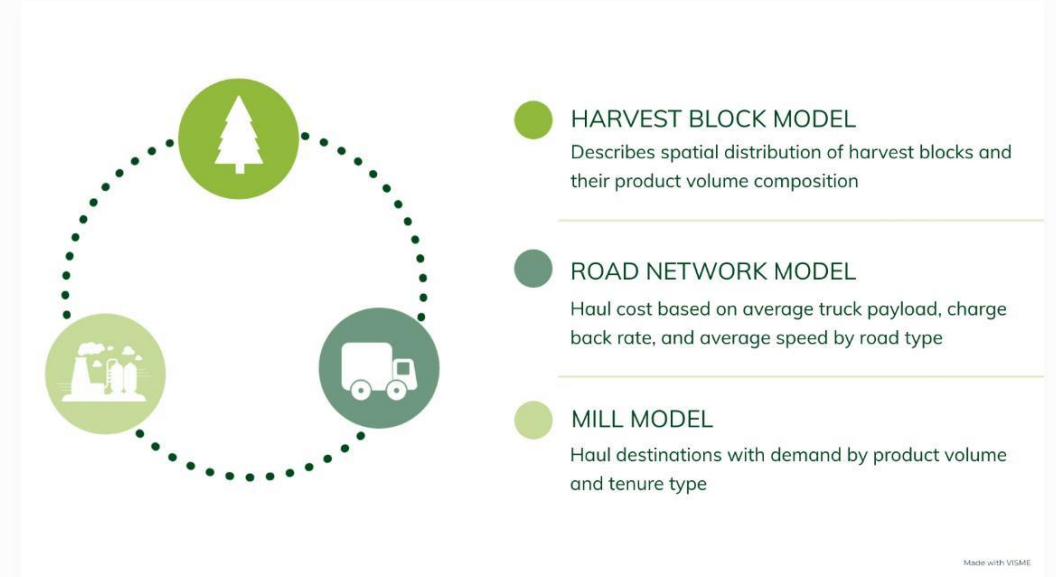 HARVEST BLOCK MODEL
Describes spatial distribution of harvest blocks and
their product volume composition
ROAD NETWORK MODEL
Haul cost based on average truck payload, charge
back rate, and average speed by road type
MILL MODEL
Haul destinations with demand by product volume
and tenure type
Made with VISME